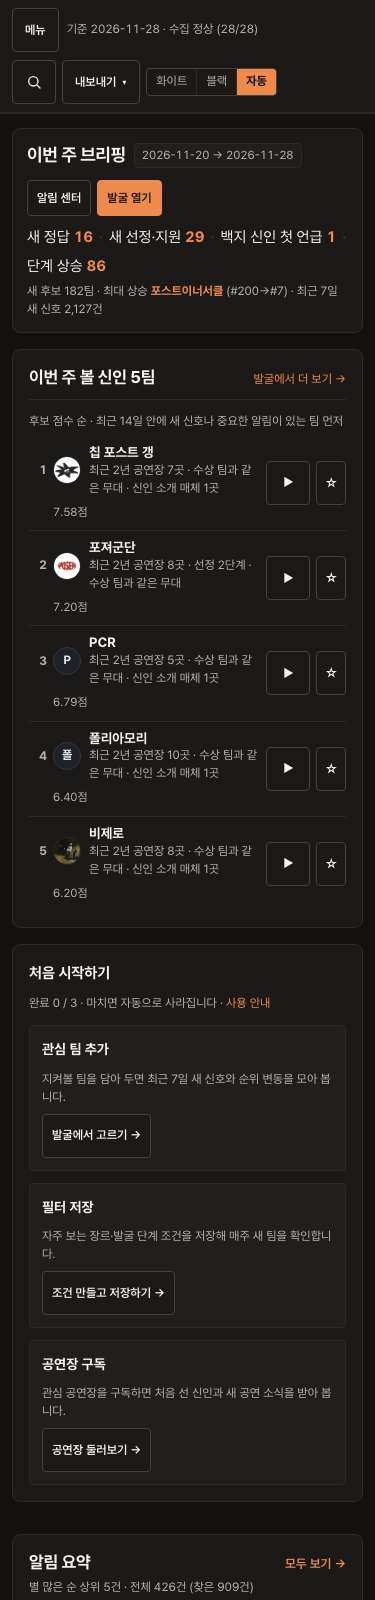 메뉴
기준 2026-11-28 · 수집 정상 (28/28)
내보내기 ▾
화이트 블랙 자동
이번 주 브리핑
2026-11-20 → 2026-11-28
알림 센터
발굴 열기
새 정답 16 · 새 선정·지원 29 · 백지 신인 첫 언급 1 ·
단계 상승 86
새 후보 182팀 · 최대 상승 포스트이너서클 (#200→#7) · 최근 7일
새 신호 2,127건
이번 주 볼 신인 5팀
발굴에서 더 보기 →
후보 점수 순 · 최근 14일 안에 새 신호나 중요한 알림이 있는 팀 먼저
1
칩 포스트 갱
최근 2년 공연장 7곳 · 수상 팀과 같
은 무대 · 신인 소개 매체 1곳
7.58점
▶
☆
2
포져군단
최근 2년 공연장 8곳 · 선정 2단계 ·
수상 팀과 같은 무대
7.20점
▶
☆
3
P
PCR
최근 2년 공연장 5곳 · 수상 팀과 같
은 무대 · 신인 소개 매체 1곳
6.79점
▶
☆
4
폴
폴리아모리
최근 2년 공연장 10곳 · 수상 팀과 같
은 무대 · 신인 소개 매체 1곳
6.40점
▶
☆
5
비제로
최근 2년 공연장 8곳 · 수상 팀과 같
은 무대 · 신인 소개 매체 1곳
6.20점
▶
☆
처음 시작하기
완료 0 / 3 · 마치면 자동으로 사라집니다 · 사용 안내
관심 팀 추가
지켜볼 팀을 담아 두면 최근 7일 새 신호와 순위 변동을 모아 봅
니다.
발굴에서 고르기 →
필터 저장
자주 보는 장르·발굴 단계 조건을 저장해 매주 새 팀을 확인합니
다.
조건 만들고 저장하기 →
공연장 구독
관심 공연장을 구독하면 처음 선 신인과 새 공연 소식을 받아 봅
니다.
공연장 둘러보기 →
알림 요약
모두 보기 →
별 많은 순 상위 5건 · 전체 426건 (찾은 909건)